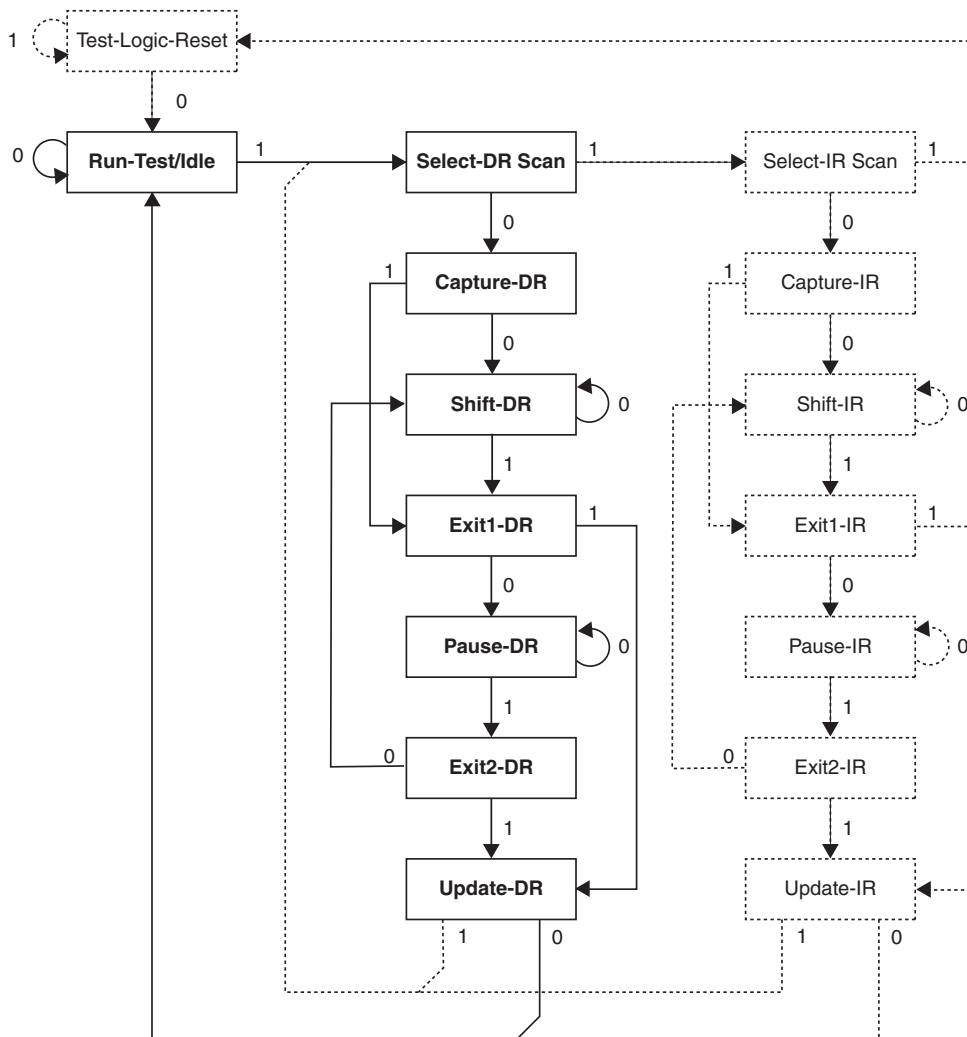 1
Test-Logic-Reset
0
0
Run-Test/Idle
1
Select-DR Scan
1
Select-IR Scan
1
0
0
1
Capture-DR
1
Capture-IR
0
0
Shift-DR
0
Shift-IR
0
1
1
Exit1-DR
1
Exit1-IR
1
0
0
Pause-DR
0
Pause-IR
0
1
1
0
Exit2-DR
0
Exit2-IR
1
1
Update-DR
Update-IR
1
0
1
0